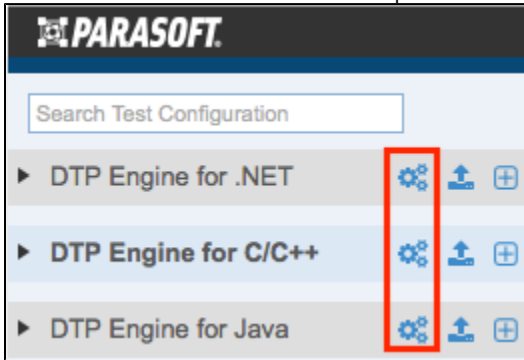 PARASOFT.
Search Test Configuration
DTP Engine for .NET
DTP Engine for C/C++
DTP Engine for Java